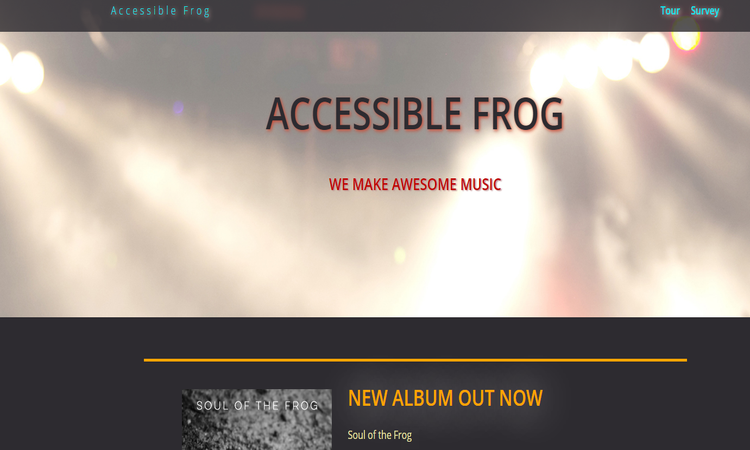 Accessible Frog
Tour Survey
ACCESSIBLE FROG
WE MAKE AWESOME MUSIC
NEW ALBUM OUT NOW
SOUL OF THE FROG
Soul of the Frog